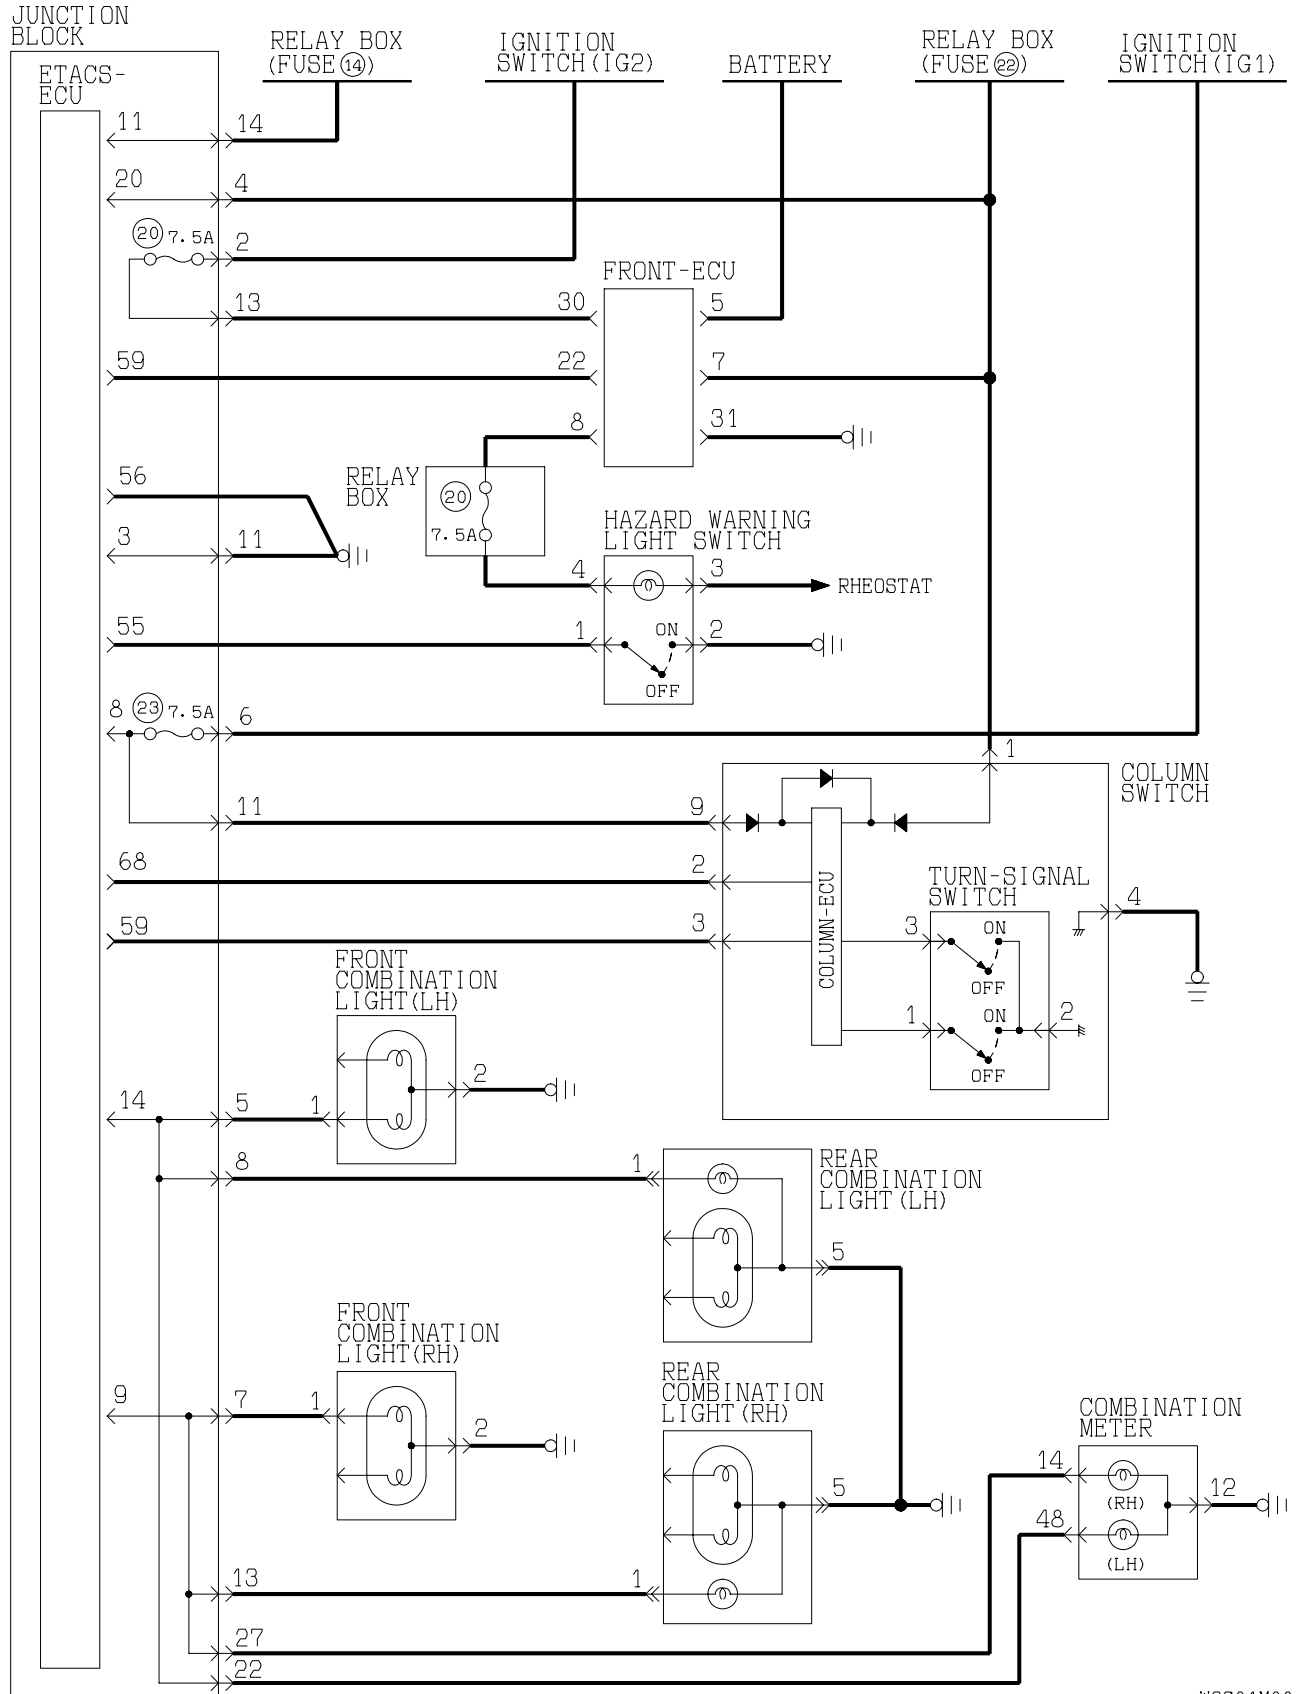 JUNCTION
BLOCK
RELAY BOX
(FUSE 14)
IGNITION
SWITCH(IG2)
BATTERY
RELAY BOX
(FUSE 22)
IGNITION
SWITCH(IG1)
ETACS-
ECU
11
14
20
4
20 7.5A
2
FRONT-ECU
13
30
5
59
22
7
8
31
56
RELAY
BOX
20
7.5A
HAZARD WARNING
LIGHT SWITCH
3
11
4
3
RHEOSTAT
55
1
ON
2
OFF
8
23 7.5A
6
1
COLUMN
SWITCH
11
9
68
2
COLUMN-ECU
TURN-SIGNAL
SWITCH
4
59
3
3
ON
OFF
FRONT
COMBINATION
LIGHT(LH)
1
ON
2
OFF
2
14
5
1
8
1
REAR
COMBINATION
LIGHT(LH)
5
FRONT
COMBINATION
LIGHT(RH)
REAR
COMBINATION
LIGHT(RH)
9
7
1
2
COMBINATION
METER
14
(RH)
12
5
48
(LH)
13
1
27
22